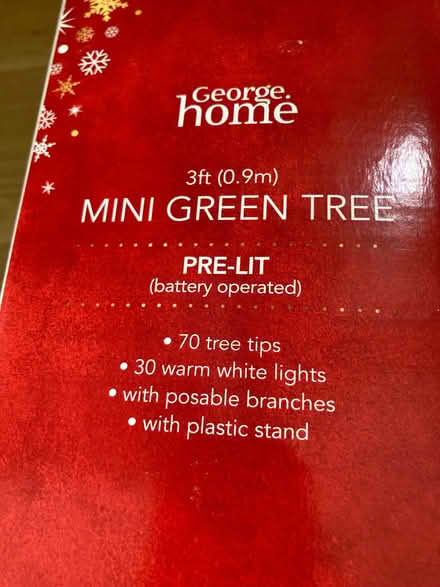 George.
home
3ft (0.9m)
MINI GREEN TREE
PRE-LIT
(battery operated)
• 70 tree tips
• 30 warm white lights
• with posable branches
• with plastic stand